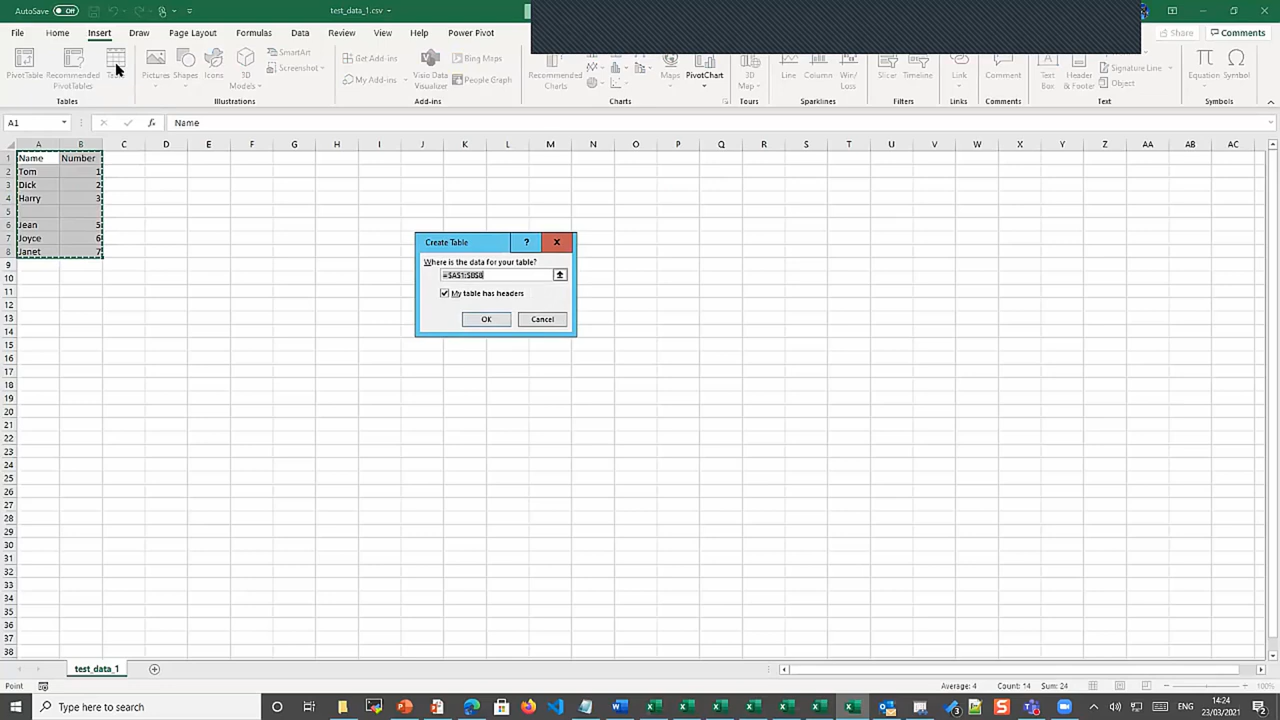 AutoSave Off test_data_1.csv
File Home Insert Draw Page Layout Formulas Data Review View Help Power Pivot Share Comments
PivotTable Recommended PivotTables
Pictures Shapes Icons 3D Models SmartArt Screenshot
Get Add-ins My Add-ins Visio Data Visualizer Bing Maps People Graph
Recommended Charts Maps PivotChart 3D Map Line Slicer Timeline Link Comment
Text Box Header & Footer Signature Line Object Equation Symbol
Tables Illustrations Add-ins Charts Tours Sparklines Filters Links Comments Text Symbols
A1 fx Name
A B C D E F G H I J K L M N O P Q R S T U V W X Y Z AA AB AC
1 Name Number
2 Tom 1
3 Dick 2
4 Harry 3
5
6 Jean 5
7 Joyce 6
8 Janet 7
9
10
11
12
13
14
15
16
17
18
19
20
21
22
23
24
25
26
27
28
29
30
31
32
33
34
35
36
37
38
Create Table ? X
Where is the data for your table?
=$A$1:$B$8
My table has headers
OK Cancel
test_data_1
Point Average: 4 Count: 14 Sum: 24 100%
Type here to search
14:24
23/03/2021